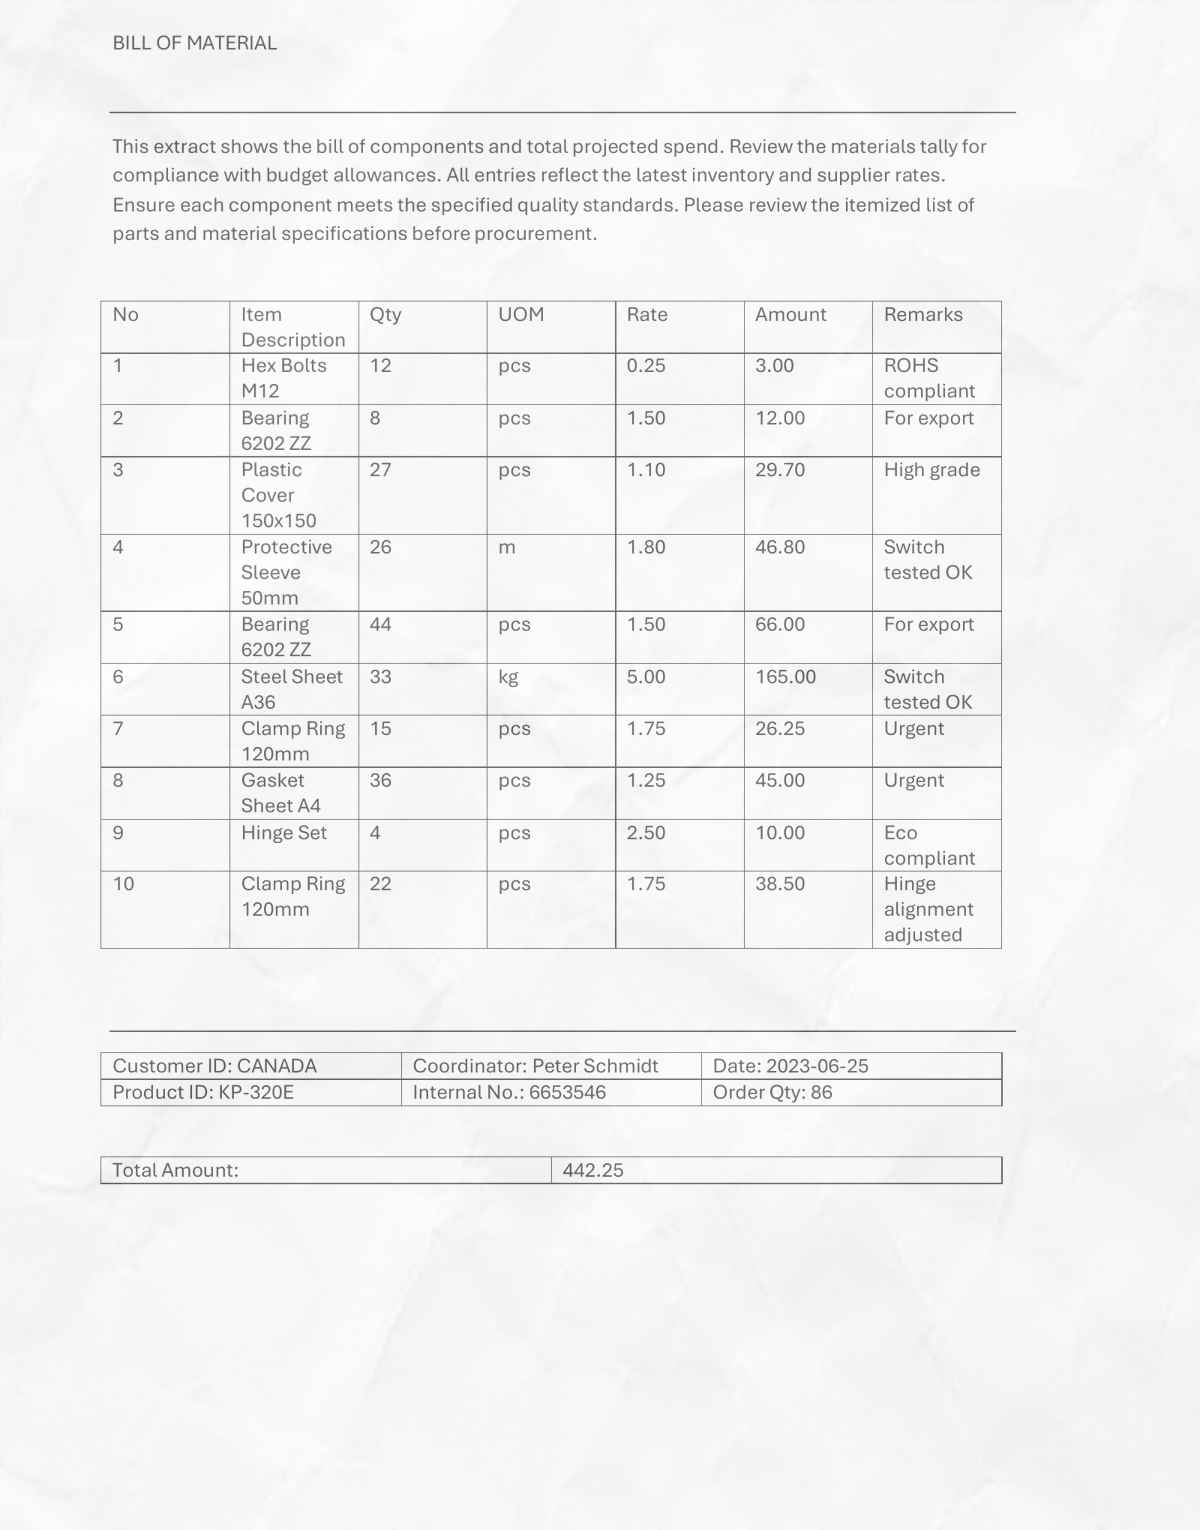 BILL OF MATERIAL
This extract shows the bill of components and total projected spend. Review the materials tally for
compliance with budget allowances. All entries reflect the latest inventory and supplier rates.
Ensure each component meets the specified quality standards. Please review the itemized list of
parts and material specifications before procurement.
No Item Description Qty UOM Rate Amount Remarks
1 Hex Bolts M12 12 pcs 0.25 3.00 ROHS compliant
2 Bearing 6202 ZZ 8 pcs 1.50 12.00 For export
3 Plastic Cover 150x150 27 pcs 1.10 29.70 High grade
4 Protective Sleeve 50mm 26 m 1.80 46.80 Switch tested OK
5 Bearing 6202 ZZ 44 pcs 1.50 66.00 For export
6 Steel Sheet A36 33 kg 5.00 165.00 Switch tested OK
7 Clamp Ring 120mm 15 pcs 1.75 26.25 Urgent
8 Gasket Sheet A4 36 pcs 1.25 45.00 Urgent
9 Hinge Set 4 pcs 2.50 10.00 Eco compliant
10 Clamp Ring 120mm 22 pcs 1.75 38.50 Hinge alignment adjusted
Customer ID: CANADA Coordinator: Peter Schmidt Date: 2023-06-25
Product ID: KP-320E Internal No.: 6653546 Order Qty: 86
Total Amount: 442.25